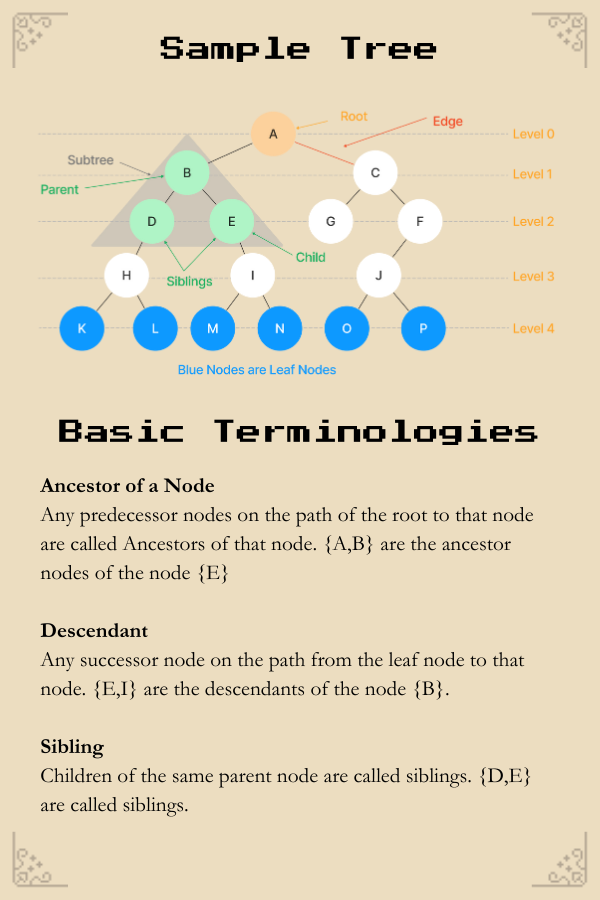 Sample Tree
Root
Edge
A
Level 0
Subtree
B
C
Level 1
Parent
D
E
G
F
Level 2
Child
H
Siblings
I
J
Level 3
K
L
M
N
O
P
Level 4
Blue Nodes are Leaf Nodes
Basic Terminologies
Ancestor of a Node
Any predecessor nodes on the path of the root to that node
are called Ancestors of that node. {A,B} are the ancestor
nodes of the node {E}
Descendant
Any successor node on the path from the leaf node to that
node. {E,I} are the descendants of the node {B}.
Sibling
Children of the same parent node are called siblings. {D,E}
are called siblings.